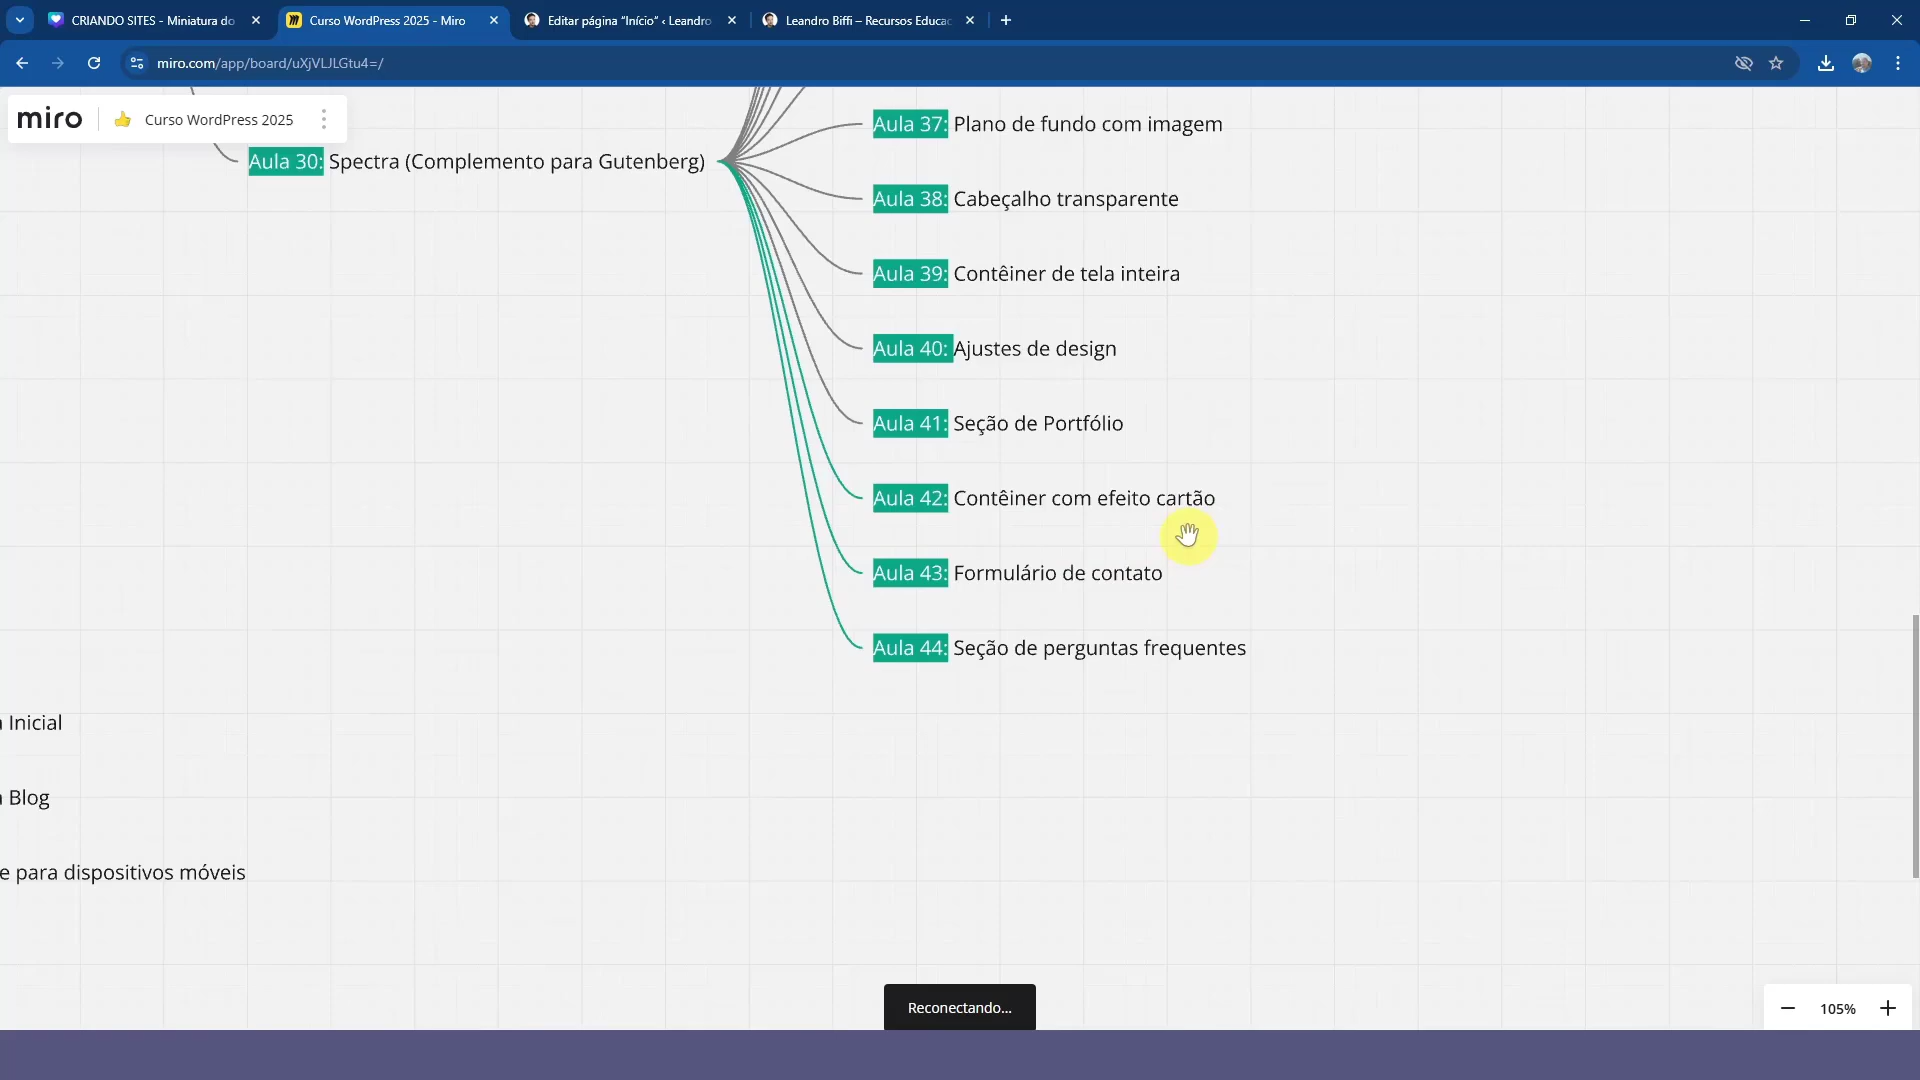 CRIANDO SITES - Miniatura do
Curso WordPress 2025 - Miro
Editar página “Início” ‹ Leandro
Leandro Biffi – Recursos Educac
miro.com/app/board/uXjVLJLGtu4=/
miro
Curso WordPress 2025
Aula 30: Spectra (Complemento para Gutenberg)
Aula 37: Plano de fundo com imagem
Aula 38: Cabeçalho transparente
Aula 39: Contêiner de tela inteira
Aula 40: Ajustes de design
Aula 41: Seção de Portfólio
Aula 42: Contêiner com efeito cartão
Aula 43: Formulário de contato
Aula 44: Seção de perguntas frequentes
a Inicial
a Blog
e para dispositivos móveis
Reconectando...
105%